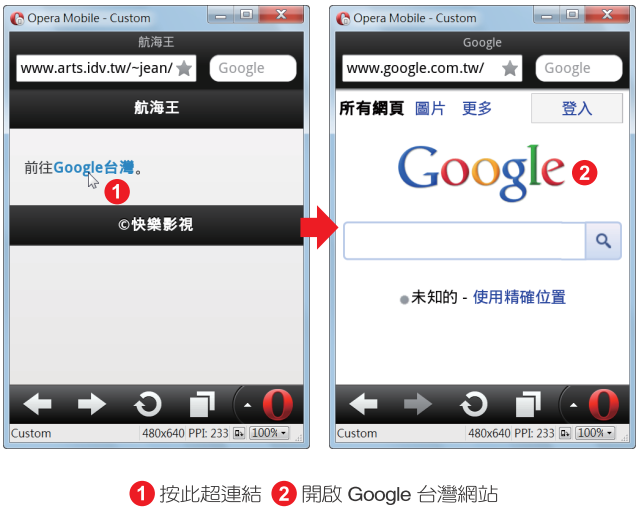 Opera Mobile - Custom
航海王
www.arts.idv.tw/~jean/
Google
航海王
前往Google台灣。
1
©快樂影視
Custom
480x640 PPI: 233
100%
Opera Mobile - Custom
Google
www.google.com.tw/
Google
所有網頁 圖片 更多 登入
Google
2
未知的 - 使用精確位置
Custom
480x640 PPI: 233
100%
1 按此超連結 2 開啟 Google 台灣網站